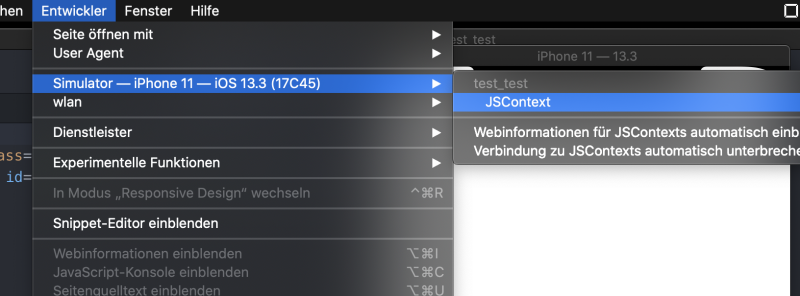 hen Entwickler Fenster Hilfe
Seite öffnen mit
est_test
User Agent
iPhone 11 — 13.3
Simulator — iPhone 11 — iOS 13.3 (17C45)
test_test
wlan
JSContext
Dienstleister
Webinformationen für JSContexts automatisch einb
Verbindung zu JSContexts automatisch unterbreche
ass=
Experimentelle Funktionen
id=
In Modus „Responsive Design“ wechseln ^⌘R
Snippet-Editor einblenden
Webinformationen einblenden ⌥⌘I
JavaScript-Konsole einblenden ⌥⌘C
Seitenquelltext einblenden ⌥⌘U